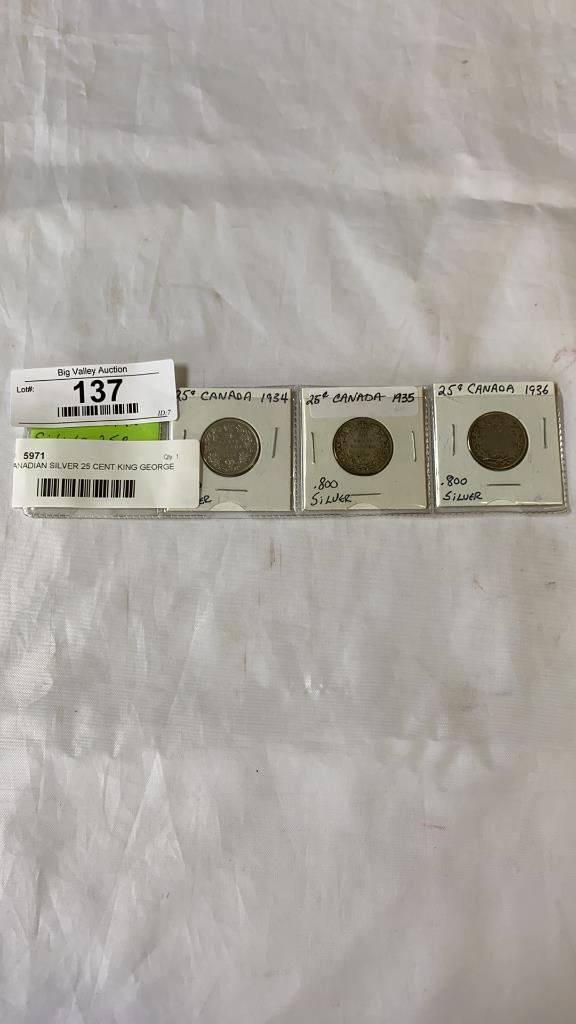 Big Valley Auction
Lot#:
137
ID:7
5971
Qty 1
ANADIAN SILVER 25 CENT KING GEORGE
25¢ CANADA 1934
25¢ CANADA 1935
.800
SILVER
25¢ CANADA 1936
.800
SILVER